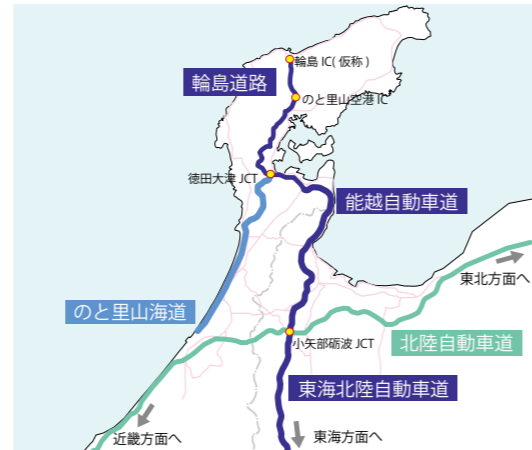 輪島 IC( 仮称 )
輪島道路
のと里山空港 IC
徳田大津 JCT
能越自動車道
東北方面へ
のと里山海道
小矢部砺波 JCT
北陸自動車道
東海北陸自動車道
近畿方面へ
東海方面へ